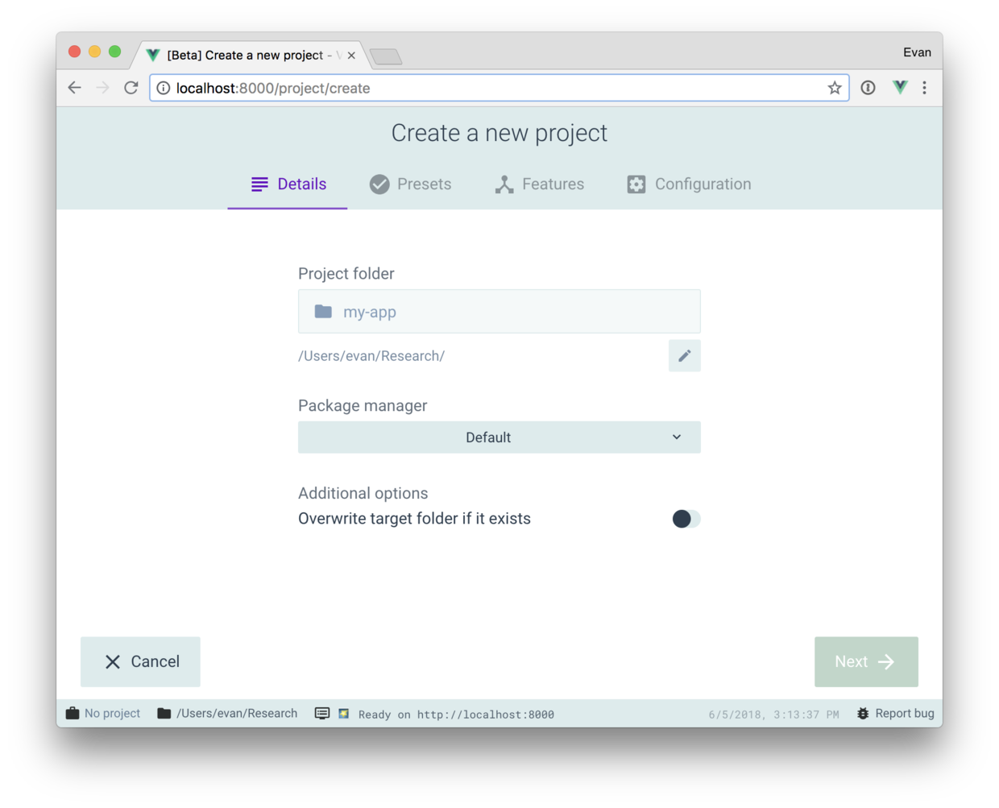 [Beta] Create a new project -
Evan
localhost:8000/project/create
Create a new project
Details Presets Features Configuration
Project folder
my-app
/Users/evan/Research/
Package manager
Default
Additional options
Overwrite target folder if it exists
Cancel Next
No project /Users/evan/Research Ready on http://localhost:8000 6/5/2018, 3:13:37 PM Report bug